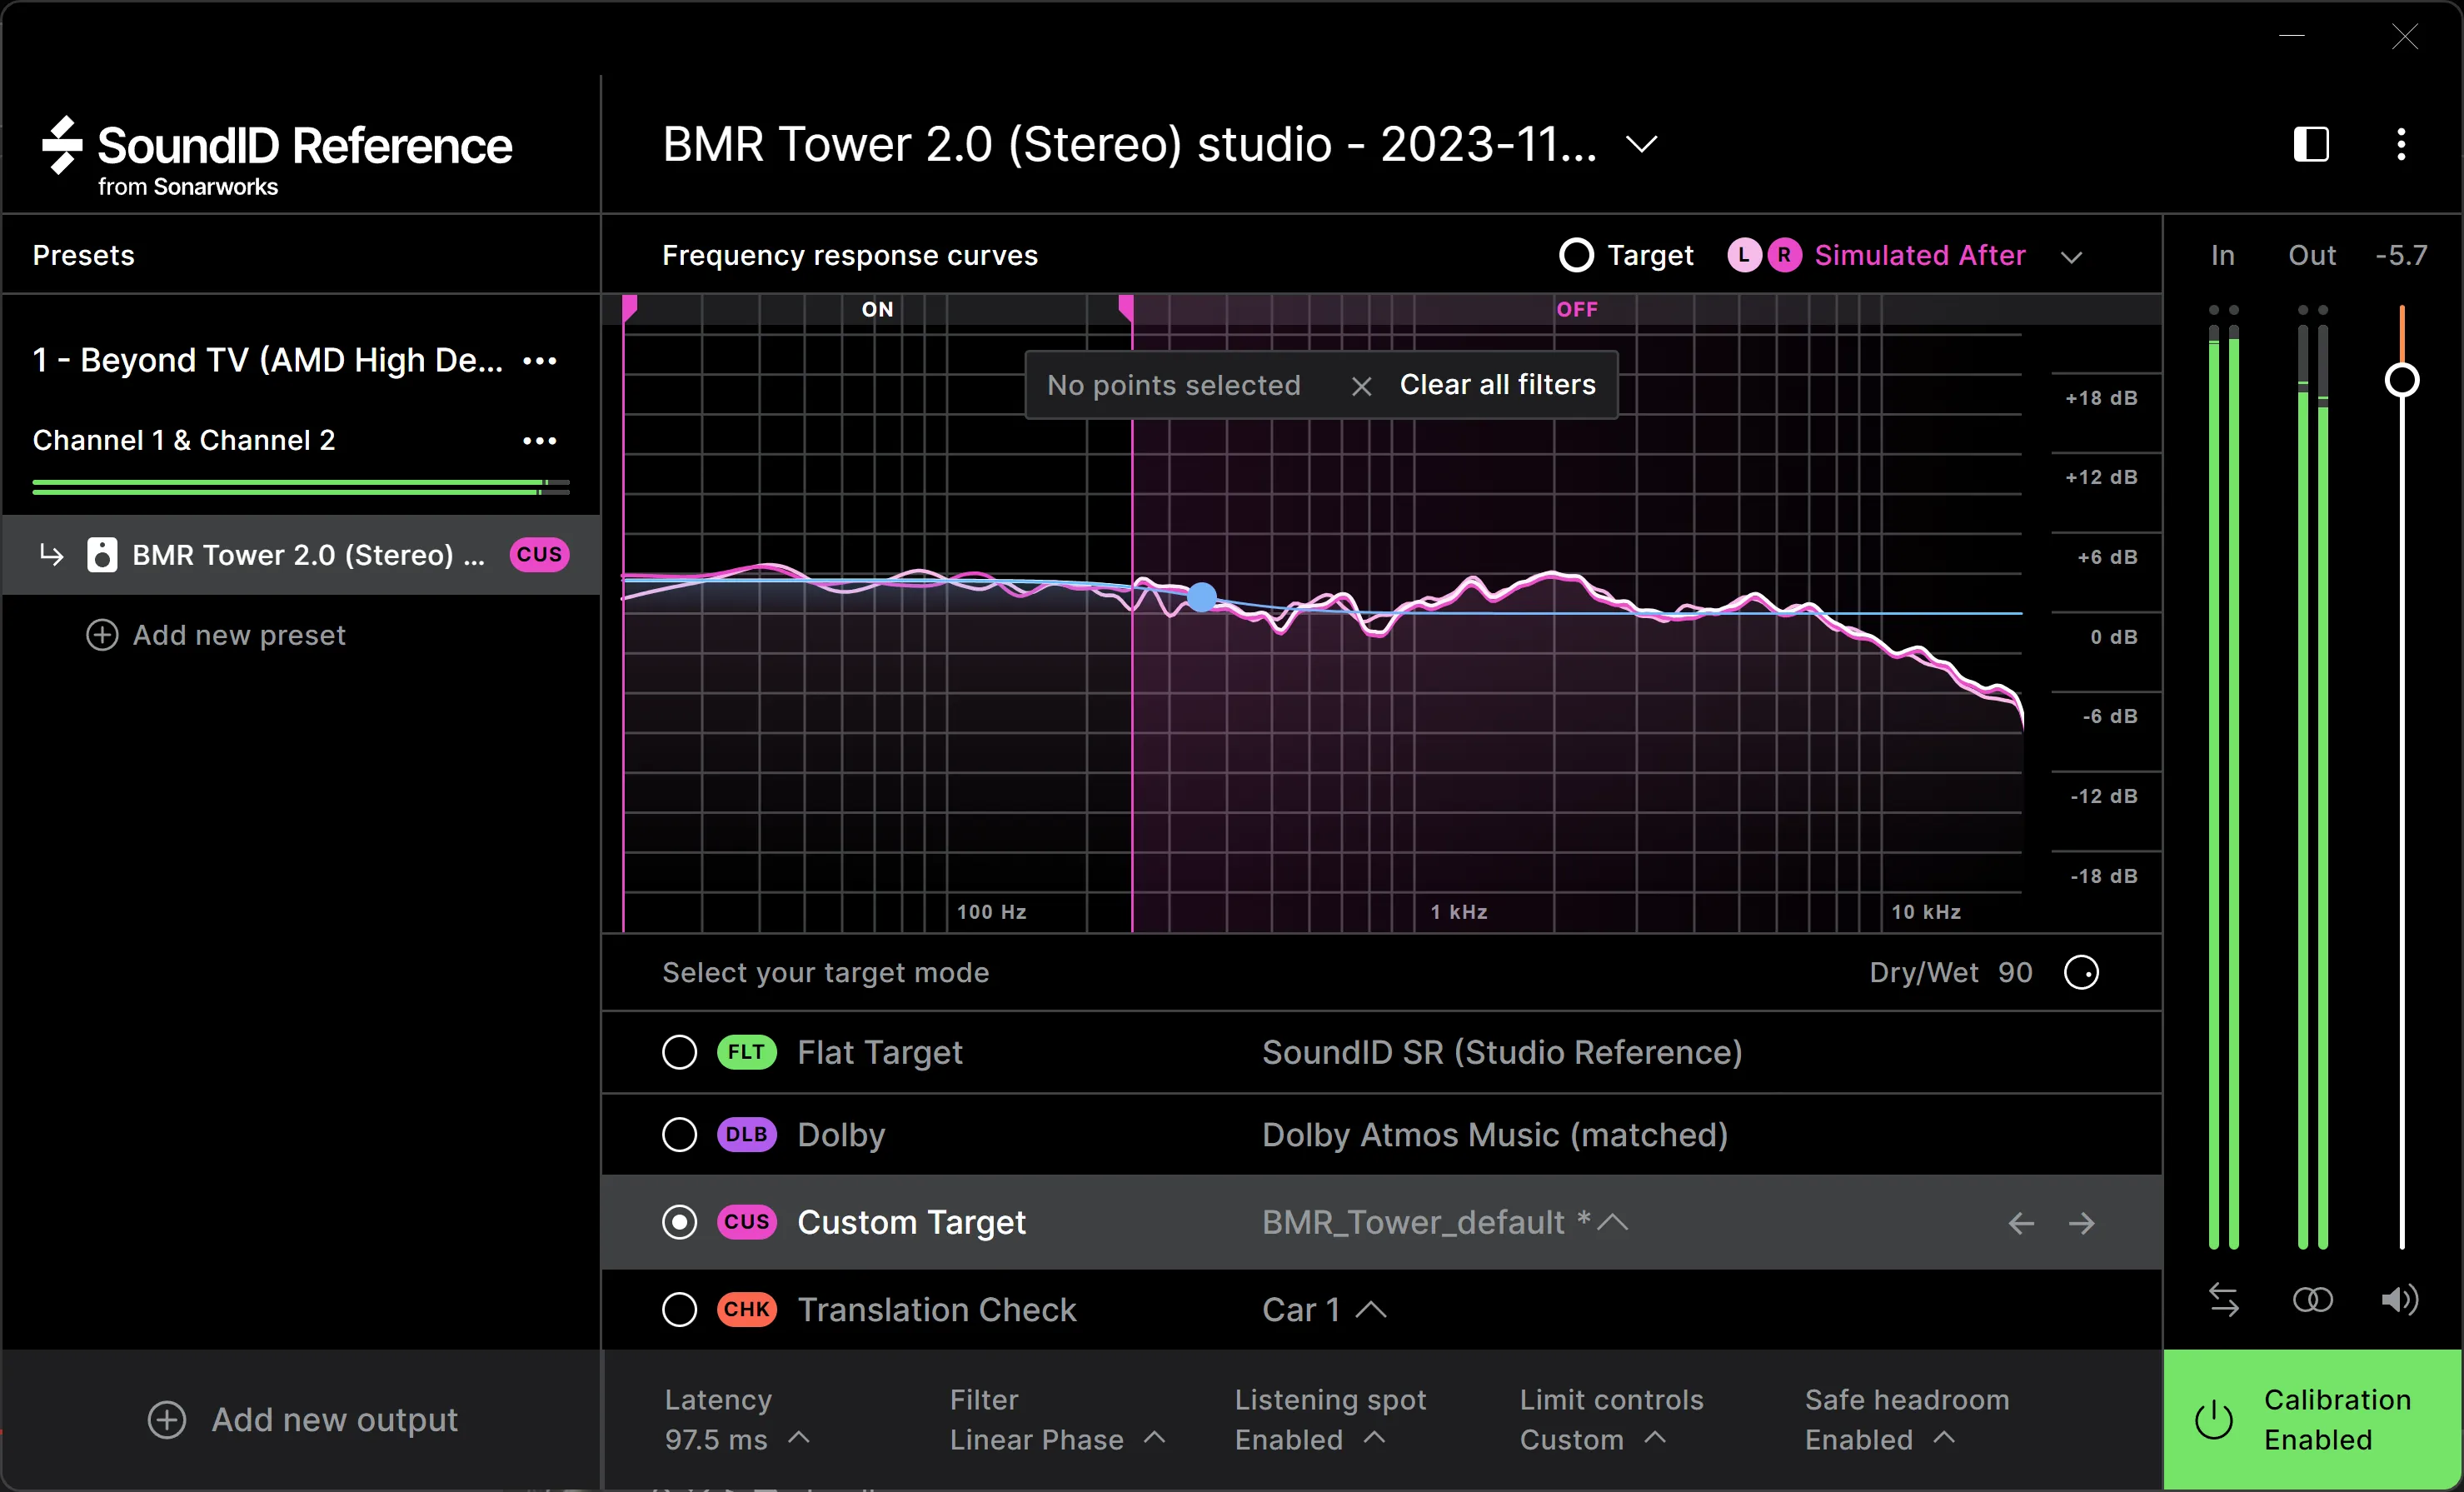 SoundID Reference
from Sonarworks
BMR Tower 2.0 (Stereo) studio - 2023-11...
Presets
Frequency response curves
Target
L R Simulated After
In
Out
-5.7
1 - Beyond TV (AMD High De...
Channel 1 & Channel 2
BMR Tower 2.0 (Stereo) ...
CUS
Add new preset
ON
OFF
No points selected
Clear all filters
+18 dB
+12 dB
+6 dB
0 dB
-6 dB
-12 dB
-18 dB
100 Hz
1 kHz
10 kHz
Select your target mode
Dry/Wet 90
FLT Flat Target
SoundID SR (Studio Reference)
DLB Dolby
Dolby Atmos Music (matched)
CUS Custom Target
BMR_Tower_default *
CHK Translation Check
Car 1
Add new output
Latency
97.5 ms
Filter
Linear Phase
Listening spot
Enabled
Limit controls
Custom
Safe headroom
Enabled
Calibration
Enabled